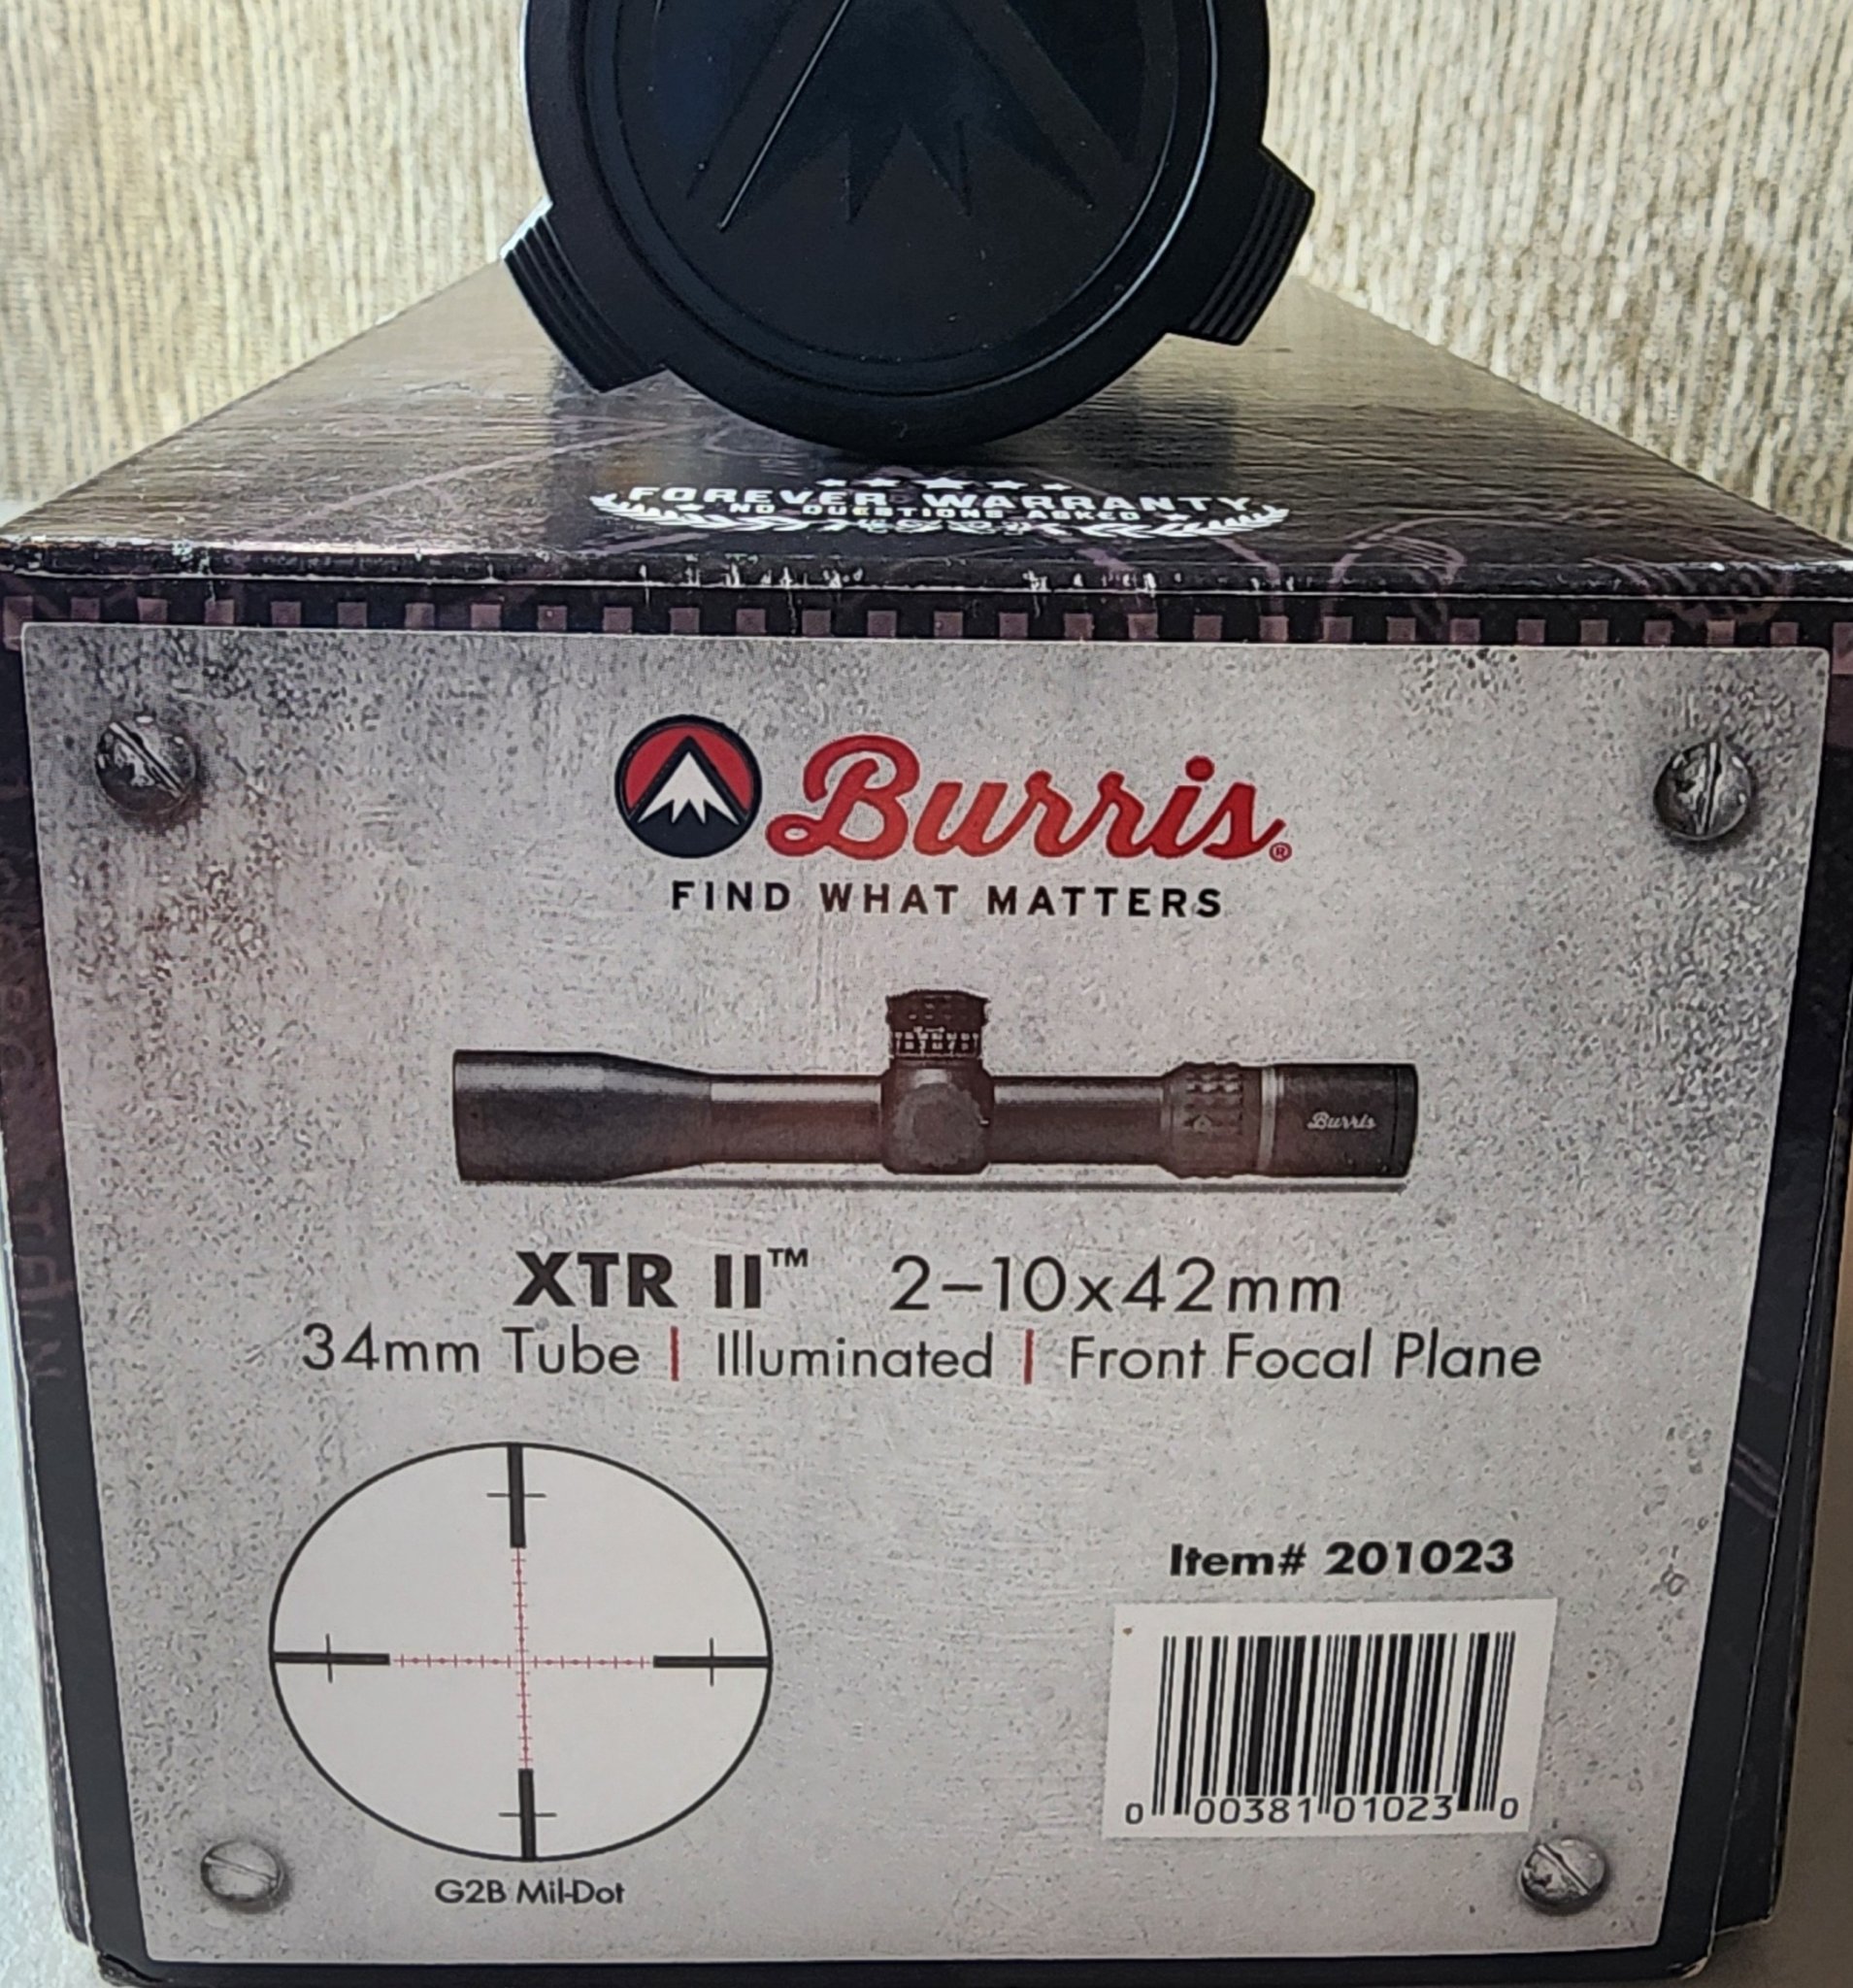 FOREVER WARRANTY
NO QUESTIONS ASKED
Burris®
FIND WHAT MATTERS
Burris
XTR II™ 2-10x42mm
34mm Tube | Illuminated | Front Focal Plane
Item# 201023
0 00381 01023 0
G2B Mil-Dot